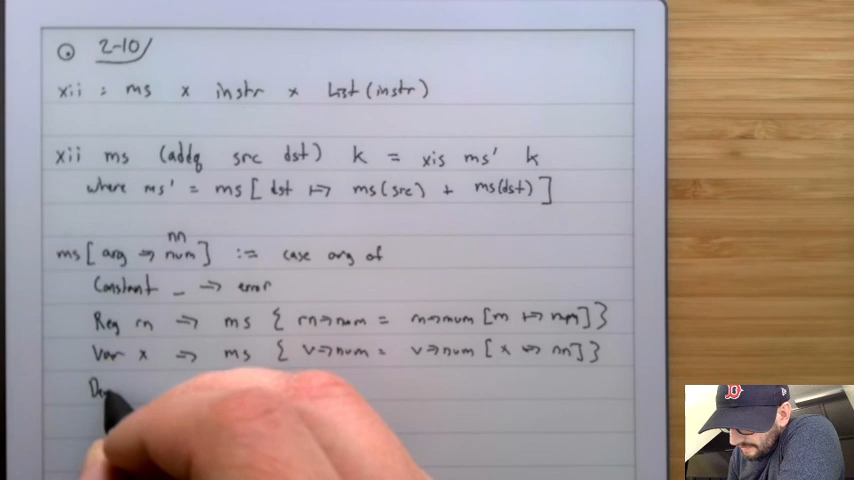 2-10/
xii : ms x instr x List(instr)
xii ms (addq src dst) k = xis ms' k
where ms' = ms[dst ↦ ms(src) + ms(dst)]
nn
ms[arg → num] := case arg of
Constant _ → error
Reg rn ⇒ ms { rn→num = rn→num [rn ↦ nn]}
Var x ⇒ ms { v→num = v→num [x ↦ nn]}
De
B